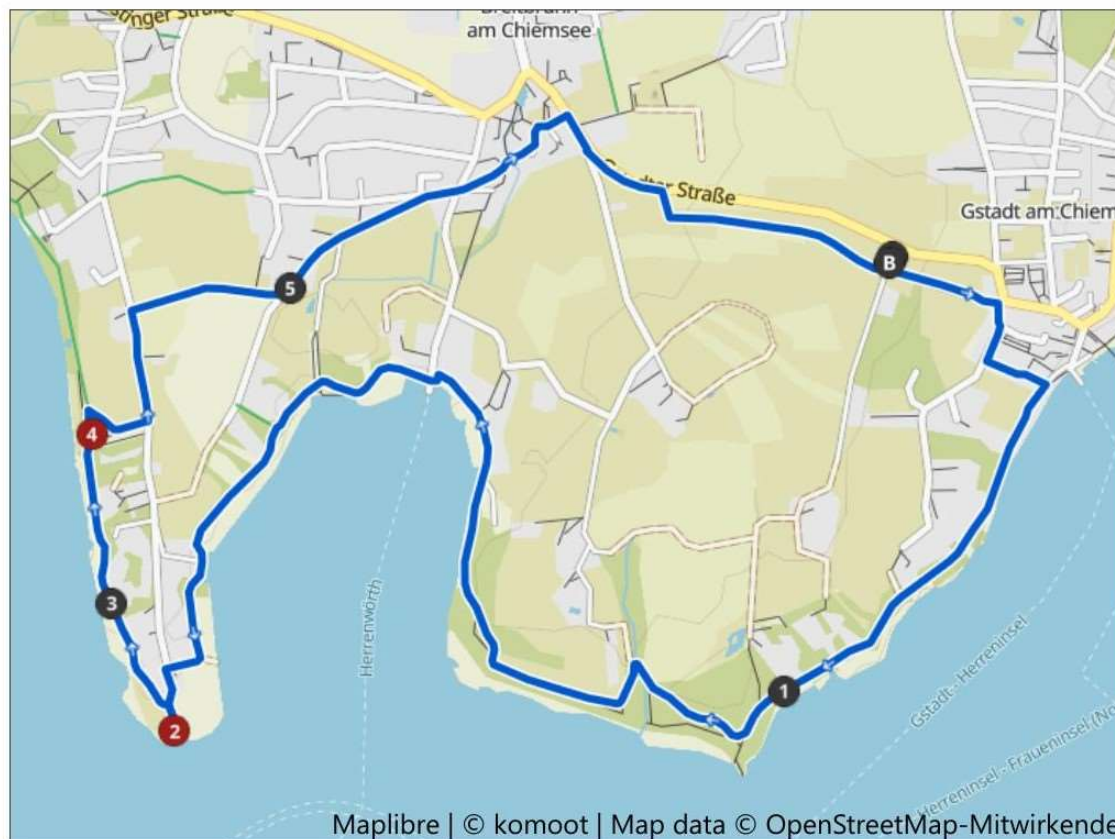 am Chiemsee
Straße
Gstadt am Chiem
B
5
4
3
Herrenwörth
1
2
Gstadt - Herreninsel
Herreninsel - Fraueninsel (No
Maplibre | © komoot | Map data © OpenStreetMap-Mitwirkende